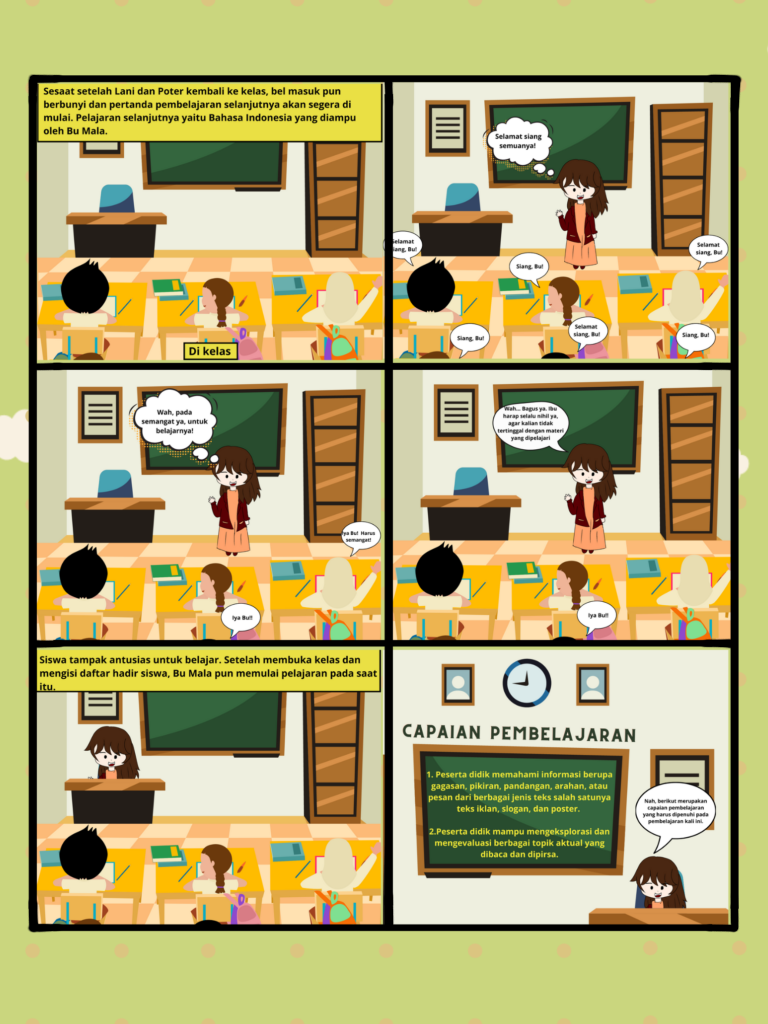 Sesaat setelah Lani dan Poter kembali ke kelas, bel masuk pun
berbunyi dan pertanda pembelajaran selanjutnya akan segera di
mulai. Pelajaran selanjutnya yaitu Bahasa Indonesia yang diampu
oleh Bu Mala.
Di kelas
Selamat siang
semuanya!
Selamat
siang, Bu!
Siang, Bu!
Selamat
siang, Bu!
Siang, Bu!
Selamat
siang, Bu!
Siang, Bu!
Wah, pada
semangat ya, untuk
belajarnya!
Iya Bu! Harus
semangat!
Iya Bu!!
Wah... Bagus ya. Ibu
harap selalu nihil ya,
agar kalian tidak
tertinggal dengan materi
yang dipelajari
Iya Bu!!
Siswa tampak antusias untuk belajar. Setelah membuka kelas dan
mengisi daftar hadir siswa, Bu Mala pun memulai pelajaran pada saat
itu.
CAPAIAN PEMBELAJARAN
1. Peserta didik memahami informasi berupa
gagasan, pikiran, pandangan, arahan, atau
pesan dari berbagai jenis teks salah satunya
teks iklan, slogan, dan poster.
2.Peserta didik mampu mengeksplorasi dan
mengevaluasi berbagai topik aktual yang
dibaca dan dipirsa.
Nah, berikut merupakan
capaian pembelajaran
yang harus dipenuhi pada
pembelajaran kali ini.